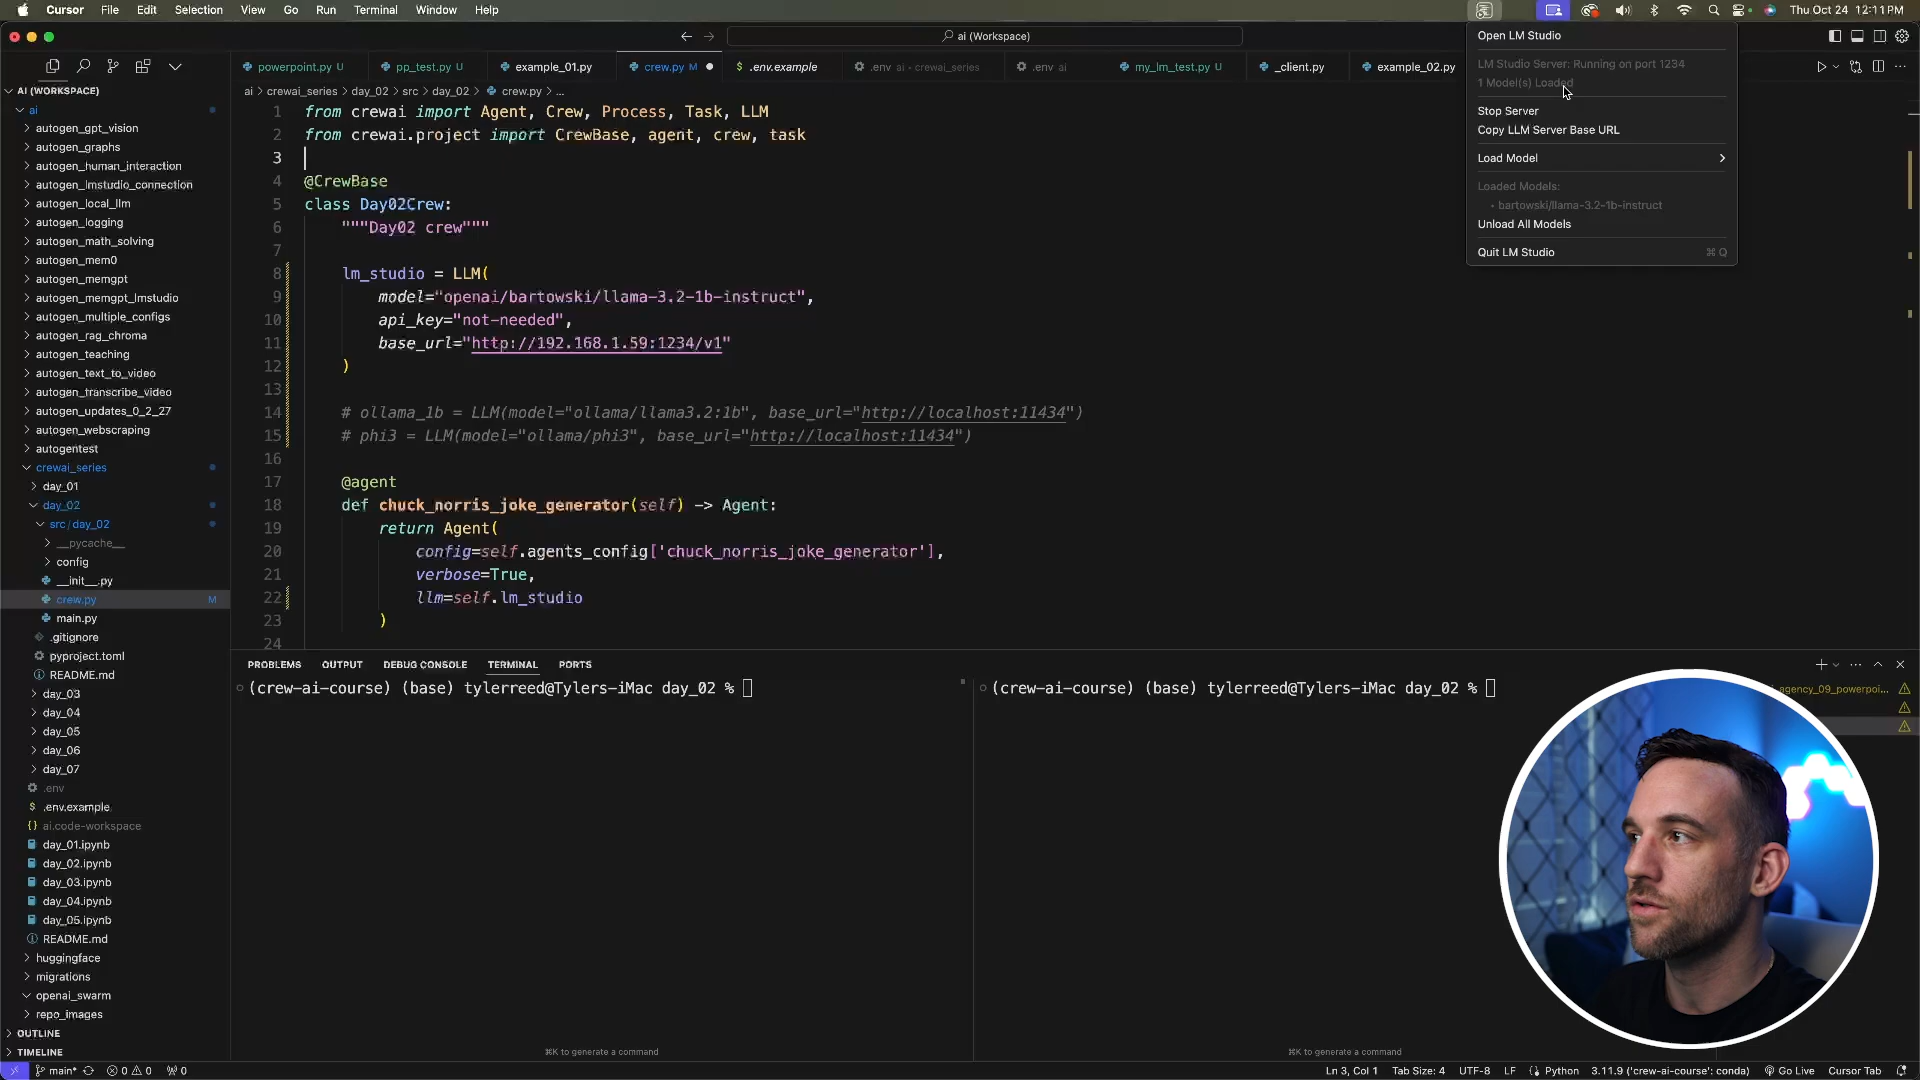 Cursor File Edit Selection View Go Run Terminal Window Help
Thu Oct 24 12:11 PM
ai (Workspace)
Open LM Studio
LM Studio Server: Running on port 1234
1 Model(s) Loaded
Stop Server
Copy LLM Server Base URL
Load Model
Loaded Models:
• bartowski/llama-3.2-1b-instruct
Unload All Models
Quit LM Studio ⌘ Q
powerpoint.py U
pp_test.py U
example_01.py
crew.py M
.env.example
.env ai - crewai_series
.env ai
my_lm_test.py U
_client.py
example_02.py
AI (WORKSPACE)
ai
autogen_gpt_vision
autogen_graphs
autogen_human_interaction
autogen_lmstudio_connection
autogen_local_llm
autogen_logging
autogen_math_solving
autogen_mem0
autogen_memgpt
autogen_memgpt_lmstudio
autogen_multiple_configs
autogen_rag_chroma
autogen_teaching
autogen_text_to_video
autogen_transcribe_video
autogen_updates_0_2_27
autogen_webscraping
autogentest
crewai_series
day_01
day_02
src/day_02
__pycache__
config
__init__.py
crew.py M
main.py
.gitignore
pyproject.toml
README.md
day_03
day_04
day_05
day_06
day_07
.env
.env.example
ai.code-workspace
day_01.ipynb
day_02.ipynb
day_03.ipynb
day_04.ipynb
day_05.ipynb
README.md
huggingface
migrations
openai_swarm
repo_images
OUTLINE
TIMELINE
ai > crewai_series > day_02 > src > day_02 > crew.py > ...
1 from crewai import Agent, Crew, Process, Task, LLM
2 from crewai.project import CrewBase, agent, crew, task
3
4 @CrewBase
5 class Day02Crew:
6 """Day02 crew"""
7
8 lm_studio = LLM(
9 model="openai/bartowski/llama-3.2-1b-instruct",
10 api_key="not-needed",
11 base_url="http://192.168.1.59:1234/v1"
12 )
13
14 # ollama_1b = LLM(model="ollama/llama3.2:1b", base_url="http://localhost:11434")
15 # phi3 = LLM(model="ollama/phi3", base_url="http://localhost:11434")
16
17 @agent
18 def chuck_norris_joke_generator(self) -> Agent:
19 return Agent(
20 config=self.agents_config['chuck_norris_joke_generator'],
21 verbose=True,
22 llm=self.lm_studio
23 )
24
PROBLEMS OUTPUT DEBUG CONSOLE TERMINAL PORTS
(crew-ai-course) (base) tylerreed@Tylers-iMac day_02 %
(crew-ai-course) (base) tylerreed@Tylers-iMac day_02 %
agency_09_powerpoi...
⌘K to generate a command
⌘K to generate a command
main* 0 0 0
Ln 3, Col 1 Tab Size: 4 UTF-8 LF Python 3.11.9 ('crew-ai-course': conda) Go Live Cursor Tab